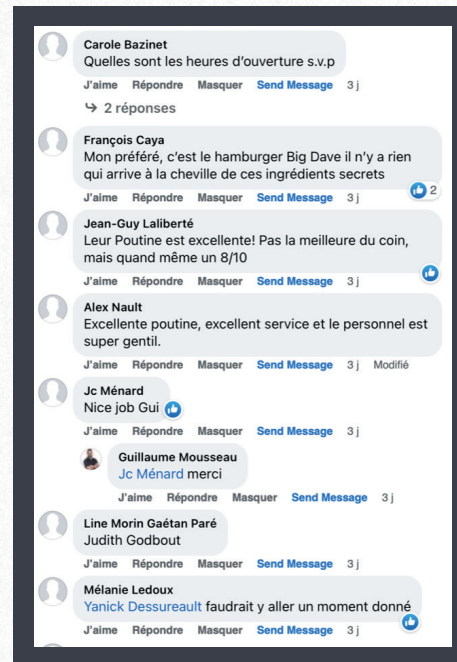 Carole Bazinet
Quelles sont les heures d'ouverture s.v.p
J'aime Répondre Masquer Send Message 3 j
2 réponses
François Caya
Mon préféré, c'est le hamburger Big Dave il n'y a rien
qui arrive à la cheville de ces ingrédients secrets
2
J'aime Répondre Masquer Send Message 3 j
Jean-Guy Laliberté
Leur Poutine est excellente! Pas la meilleure du coin,
mais quand même un 8/10
J'aime Répondre Masquer Send Message 3 j
Alex Nault
Excellente poutine, excellent service et le personnel est
super gentil.
J'aime Répondre Masquer Send Message 3 j Modifié
Jc Ménard
Nice job Gui
J'aime Répondre Masquer Send Message 3 j
Guillaume Mousseau
Jc Ménard merci
J'aime Répondre Masquer Send Message 3 j
Line Morin Gaétan Paré
Judith Godbout
J'aime Répondre Masquer Send Message 3 j
Mélanie Ledoux
Yanick Dessureault faudrait y aller un moment donné
J'aime Répondre Masquer Send Message 3 j